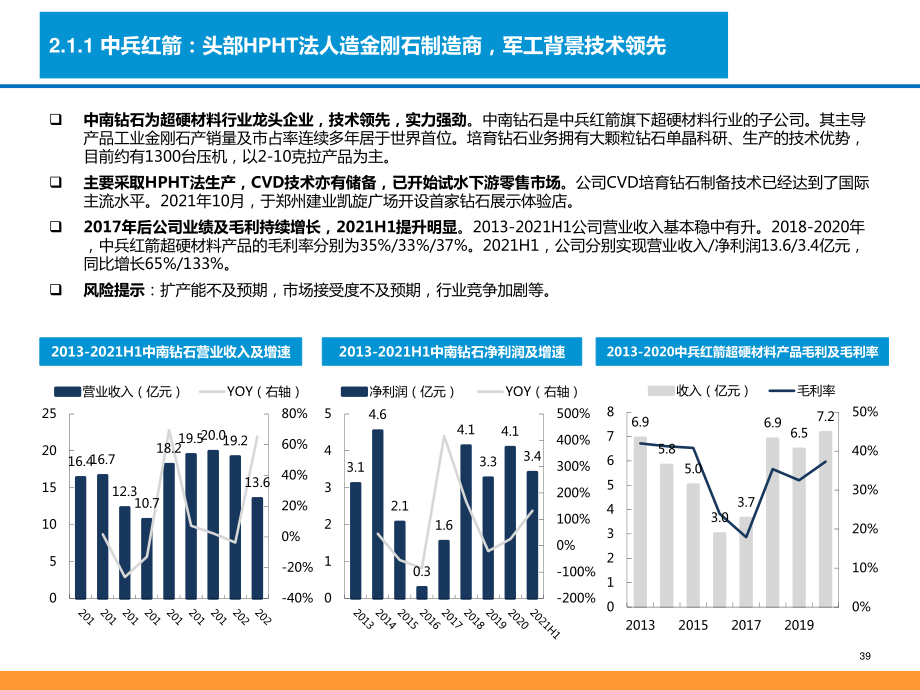 2.1.1 中兵红箭：头部HPHT法人造金刚石制造商，军工背景技术领先
❑ 中南钻石为超硬材料行业龙头企业，技术领先，实力强劲。中南钻石是中兵红箭旗下超硬材料行业的子公司。其主导
产品工业金刚石产销量及市占率连续多年居于世界首位。培育钻石业务拥有大颗粒钻石单晶科研、生产的技术优势，
目前约有1300台压机，以2-10克拉产品为主。
❑ 主要采取HPHT法生产，CVD技术亦有储备，已开始试水下游零售市场。公司CVD培育钻石制备技术已经达到了国际
主流水平。2021年10月，于郑州建业凯旋广场开设首家钻石展示体验店。
❑ 2017年后公司业绩及毛利持续增长，2021H1提升明显。2013-2021H1公司营业收入基本稳中有升。2018-2020年
，中兵红箭超硬材料产品的毛利率分别为35%/33%/37%。2021H1，公司分别实现营业收入/净利润13.6/3.4亿元，
同比增长65%/133%。
❑ 风险提示：扩产能不及预期，市场接受度不及预期，行业竞争加剧等。
2013-2021H1中南钻石营业收入及增速
营业收入（亿元） YOY（右轴）
25 20 15 10 5 0
16.4 16.7 12.3 10.7 18.2 19.5 20.0 19.2 13.6
80% 60% 40% 20% 0% -20% -40%
201 201 201 201 201 201 201 202 202
2013-2021H1中南钻石净利润及增速
净利润（亿元） YOY（右轴）
5 4 3 2 1 0
3.1 4.6 2.1 0.3 1.6 4.1 3.3 4.1 3.4
500% 400% 300% 200% 100% 0% -100% -200%
2013 2014 2015 2016 2017 2018 2019 2020 2021H1
2013-2020中兵红箭超硬材料产品毛利及毛利率
收入（亿元） 毛利率
8 7 6 5 4 3 2 1 0
6.9 5.8 5.0 3.0 3.7 6.9 6.5 7.2
50% 40% 30% 20% 10% 0%
2013 2015 2017 2019
39